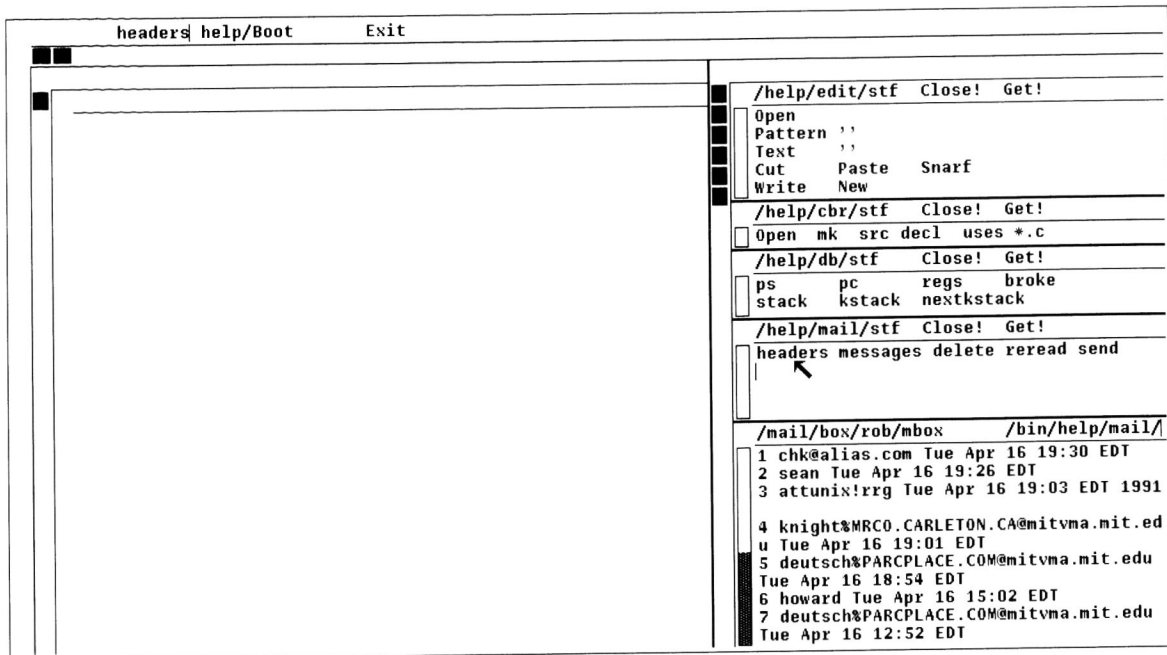 headers help/Boot Exit
/help/edit/stf Close! Get!
Open
Pattern ''
Text ''
Cut Paste Snarf
Write New
/help/cbr/stf Close! Get!
Open mk src decl uses *.c
/help/db/stf Close! Get!
ps pc regs broke
stack kstack nextkstack
/help/mail/stf Close! Get!
headers messages delete reread send
/mail/box/rob/mbox /bin/help/mail/
1 chk@alias.com Tue Apr 16 19:30 EDT
2 sean Tue Apr 16 19:26 EDT
3 attunix!rrg Tue Apr 16 19:03 EDT 1991
4 knight%MRCO.CARLETON.CA@mitvma.mit.ed
u Tue Apr 16 19:01 EDT
5 deutsch%PARCPLACE.COM@mitvma.mit.edu
Tue Apr 16 18:54 EDT
6 howard Tue Apr 16 15:02 EDT
7 deutsch%PARCPLACE.COM@mitvma.mit.edu
Tue Apr 16 12:52 EDT